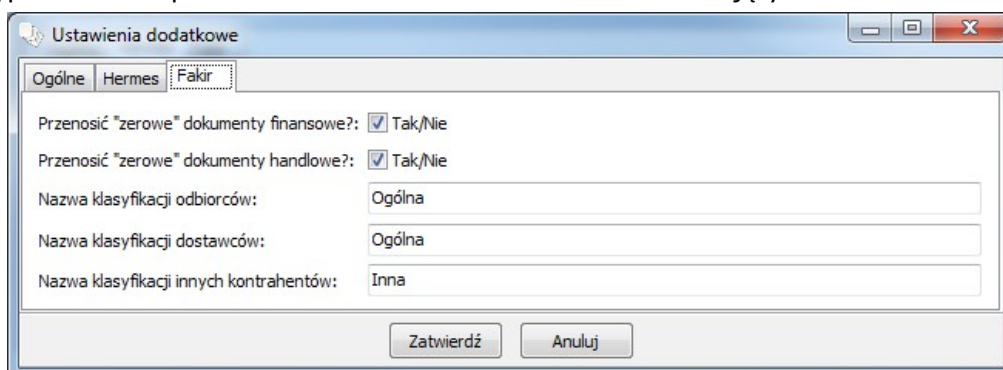 Ustawienia dodatkowe
Ogólne Hermes Fakir
Przenosić "zerowe" dokumenty finansowe?: Tak/Nie
Przenosić "zerowe" dokumenty handlowe?: Tak/Nie
Nazwa klasyfikacji odbiorców: Ogólna
Nazwa klasyfikacji dostawców: Ogólna
Nazwa klasyfikacji innych kontrahentów: Inna
Zatwierdź Anuluj